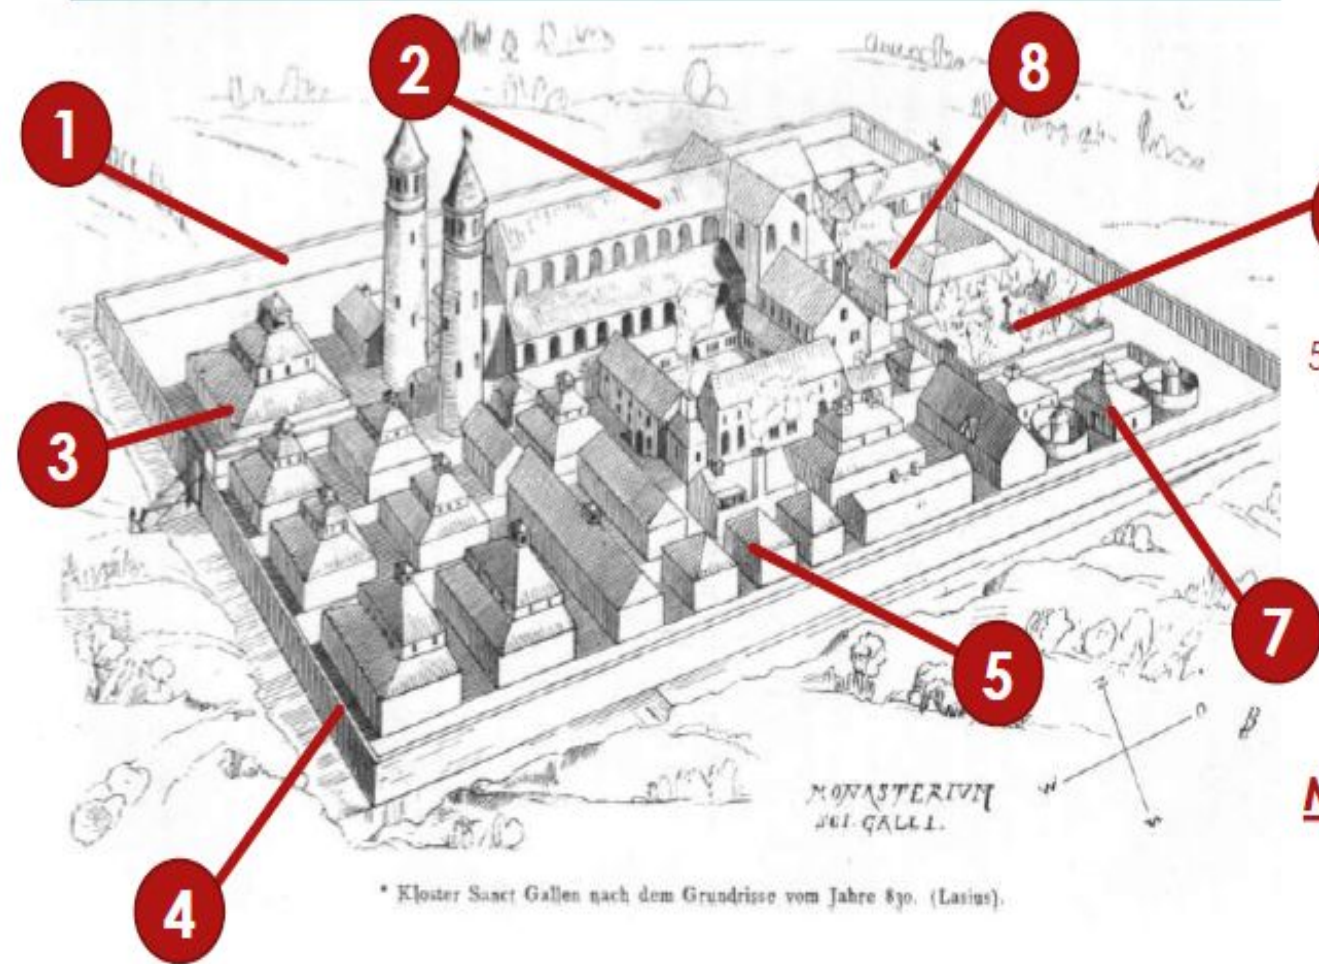 2
8
1
3
5
5
7
MONASTERIVM
SCI. GALLI.
4
* Kloster Sanct Gallen nach dem Grundrisse vom Jahre 830. (Lasius).